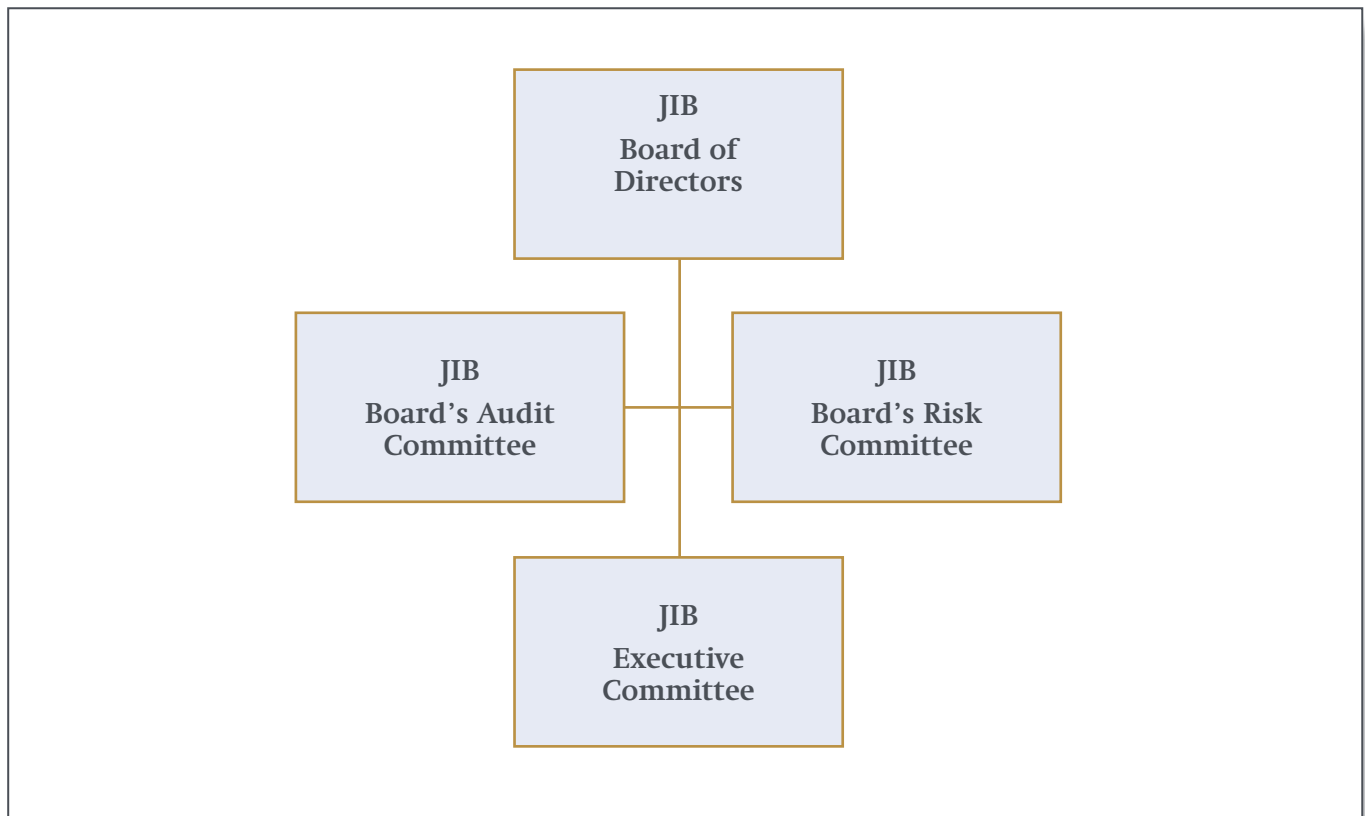 JIB
Board of
Directors
JIB
Board’s Audit
Committee
JIB
Board’s Risk
Committee
JIB
Executive
Committee